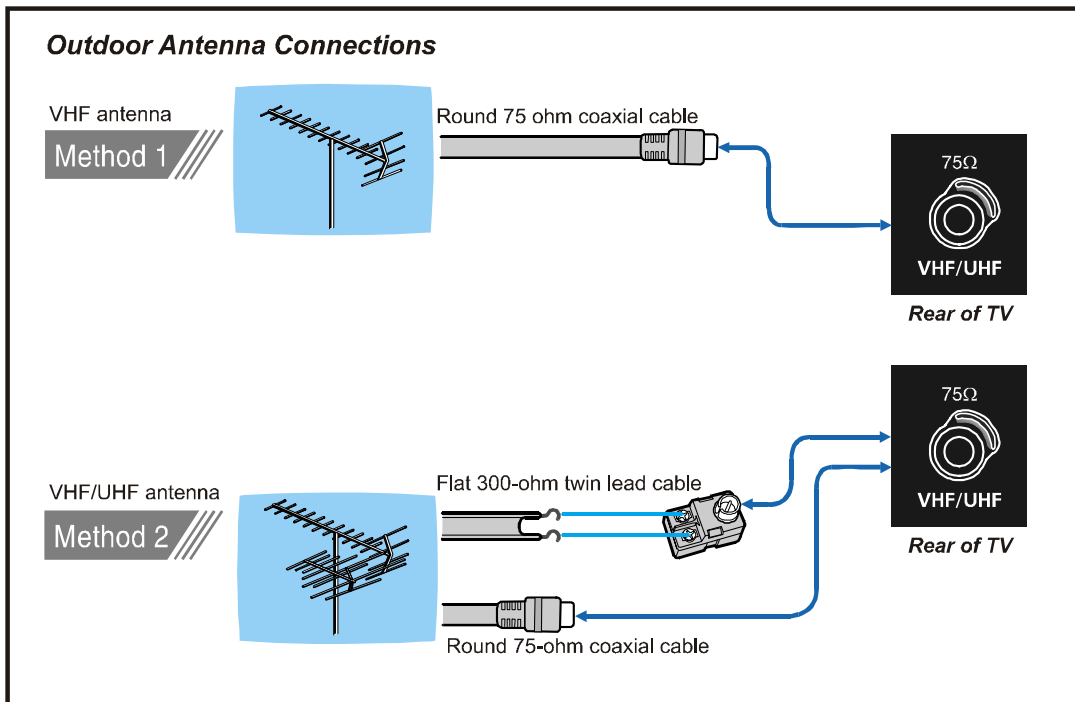 Outdoor Antenna Connections
VHF antenna
Method 1
Round 75 ohm coaxial cable
75Ω
VHF/UHF
Rear of TV
VHF/UHF antenna
Method 2
Flat 300-ohm twin lead cable
75Ω
VHF/UHF
Rear of TV
Round 75-ohm coaxial cable